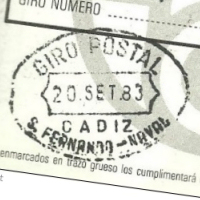 GIRO NUMERO
GIRO POSTAL
20.SET.83
CADIZ
S. FERNANDO-NAVAL
enmarcados en trazo grueso los cumplimentará